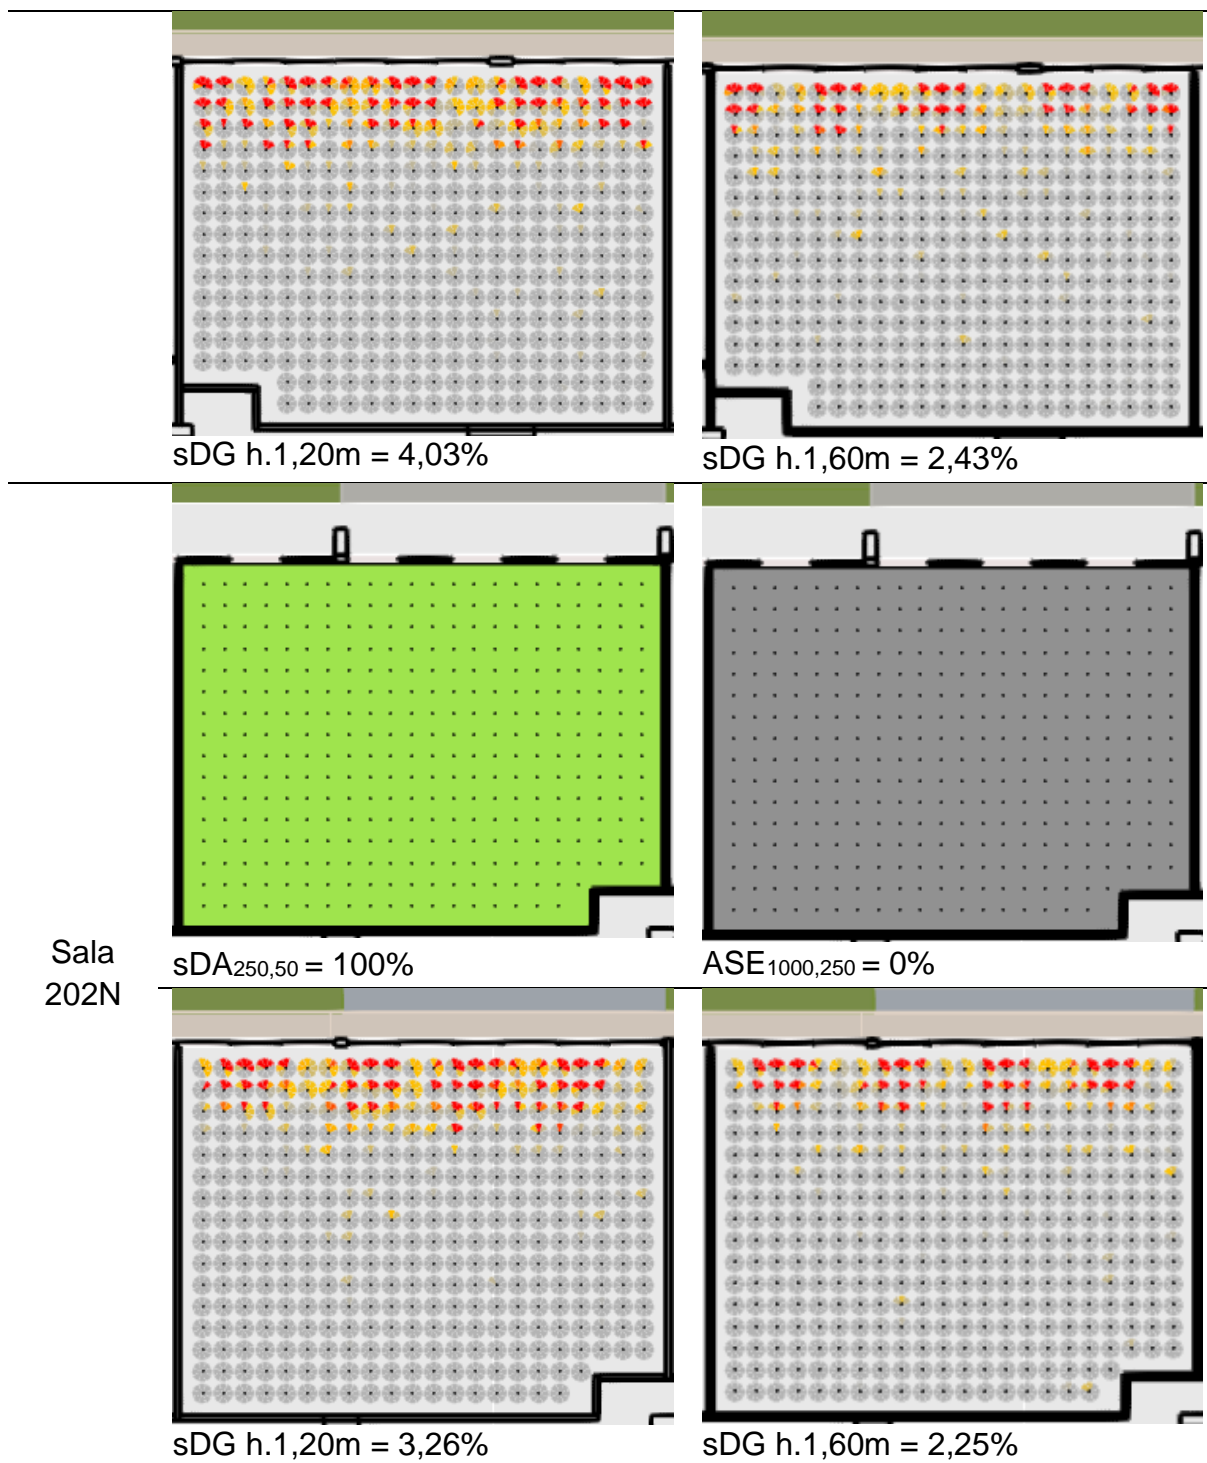 sDG h.1,20m = 4,03%
sDG h.1,60m = 2,43%
Sala
202N
sDA250,50 = 100%
ASE1000,250 = 0%
sDG h.1,20m = 3,26%
sDG h.1,60m = 2,25%